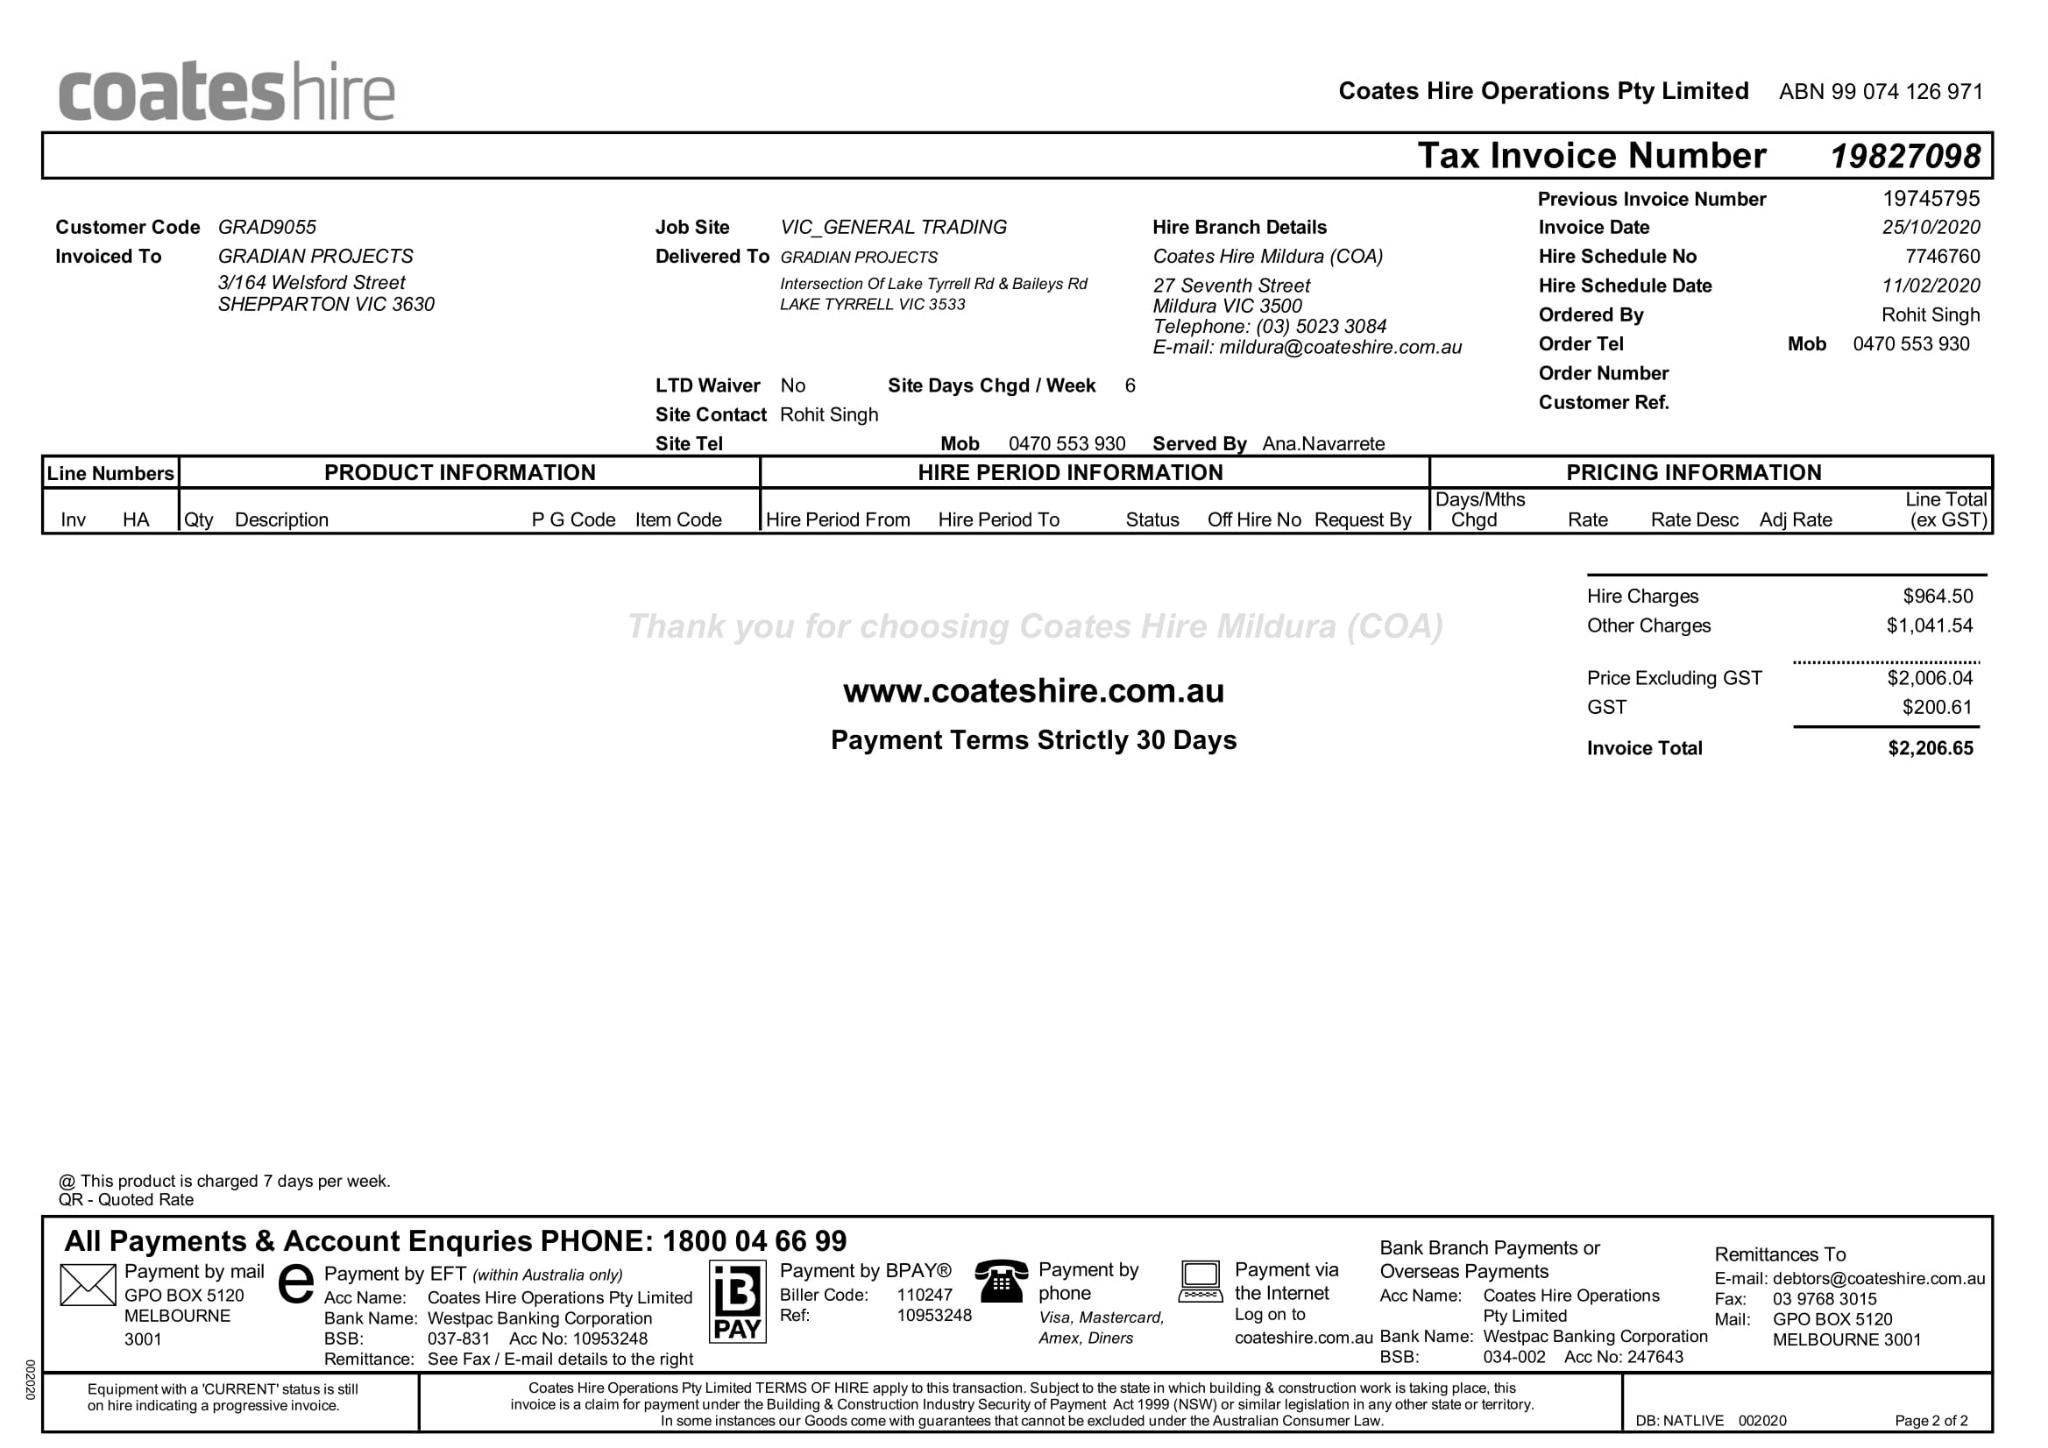 coateshire
Coates Hire Operations Pty Limited ABN 99 074 126 971
Tax Invoice Number 19827098
Previous Invoice Number 19745795
Invoice Date 25/10/2020
Hire Schedule No 7746760
Hire Schedule Date 11/02/2020
Ordered By Rohit Singh
Order Tel Mob 0470 553 930
Order Number
Customer Ref.
Customer Code GRAD9055
Invoiced To GRADIAN PROJECTS
3/164 Welsford Street
SHEPPARTON VIC 3630
Job Site VIC_GENERAL TRADING
Delivered To GRADIAN PROJECTS
Intersection Of Lake Tyrrell Rd & Baileys Rd
LAKE TYRRELL VIC 3533
Hire Branch Details
Coates Hire Mildura (COA)
27 Seventh Street
Mildura VIC 3500
Telephone: (03) 5023 3084
E-mail: mildura@coateshire.com.au
LTD Waiver No Site Days Chgd / Week 6
Site Contact Rohit Singh
Site Tel Mob 0470 553 930 Served By Ana.Navarrete
Line Numbers PRODUCT INFORMATION HIRE PERIOD INFORMATION PRICING INFORMATION
Inv HA Qty Description P G Code Item Code Hire Period From Hire Period To Status Off Hire No Request By Days/Mths Chgd Rate Rate Desc Adj Rate Line Total (ex GST)
Hire Charges $964.50
Other Charges $1,041.54
Price Excluding GST $2,006.04
GST $200.61
Invoice Total $2,206.65
Thank you for choosing Coates Hire Mildura (COA)
www.coateshire.com.au
Payment Terms Strictly 30 Days
@ This product is charged 7 days per week.
QR - Quoted Rate
All Payments & Account Enquries PHONE: 1800 04 66 99
Payment by mail
GPO BOX 5120
MELBOURNE
3001
e
Payment by EFT (within Australia only)
Acc Name: Coates Hire Operations Pty Limited
Bank Name: Westpac Banking Corporation
BSB: 037-831 Acc No: 10953248
Remittance: See Fax / E-mail details to the right
B
PAY
Payment by BPAY®
Biller Code: 110247
Ref: 10953248
Payment by
phone
Visa, Mastercard,
Amex, Diners
Payment via
the Internet
Log on to
coateshire.com.au
Bank Branch Payments or
Overseas Payments
Acc Name: Coates Hire Operations
Pty Limited
Bank Name: Westpac Banking Corporation
BSB: 034-002 Acc No: 247643
Remittances To
E-mail: debtors@coateshire.com.au
Fax: 03 9768 3015
Mail: GPO BOX 5120
MELBOURNE 3001
002020
Equipment with a 'CURRENT' status is still
on hire indicating a progressive invoice.
Coates Hire Operations Pty Limited TERMS OF HIRE apply to this transaction. Subject to the state in which building & construction work is taking place, this
invoice is a claim for payment under the Building & Construction Industry Security of Payment Act 1999 (NSW) or similar legislation in any other state or territory.
In some instances our Goods come with guarantees that cannot be excluded under the Australian Consumer Law.
DB: NATLIVE 002020 Page 2 of 2